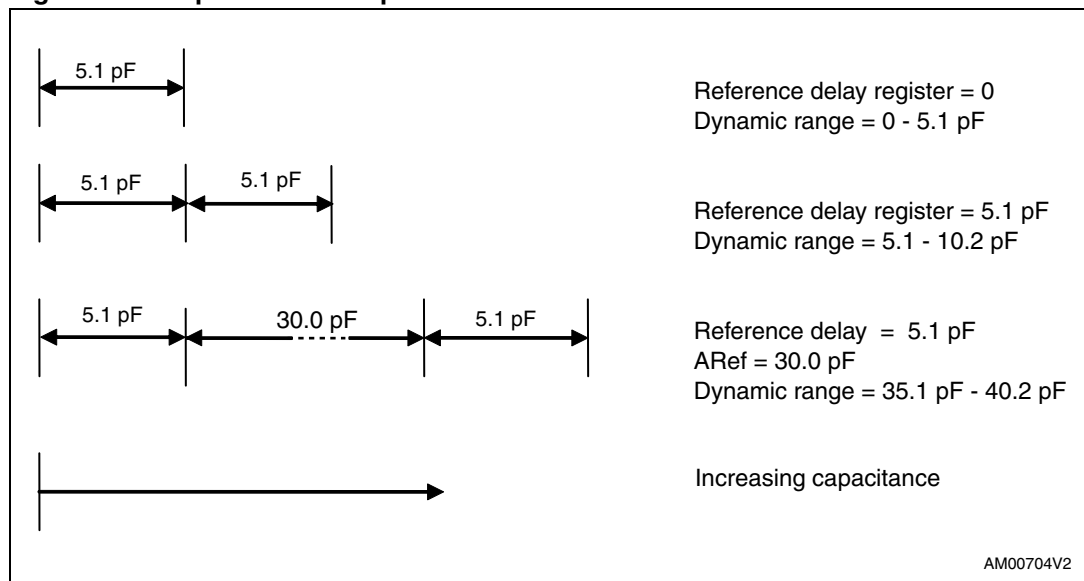 5.1 pF
Reference delay register = 0
Dynamic range = 0 - 5.1 pF
5.1 pF 5.1 pF
Reference delay register = 5.1 pF
Dynamic range = 5.1 - 10.2 pF
5.1 pF 30.0 pF 5.1 pF
Reference delay = 5.1 pF
ARef = 30.0 pF
Dynamic range = 35.1 pF - 40.2 pF
Increasing capacitance
AM00704V2